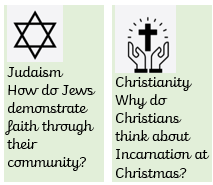 Judaism
How do Jews
demonstrate
faith through
their
community?
Christianity
Why do
Christians
think about
Incarnation at
Christmas?